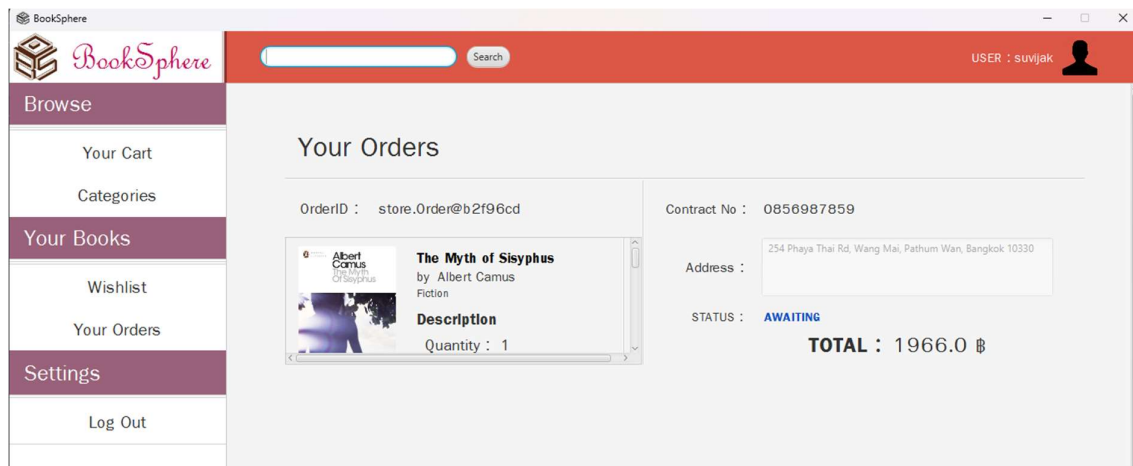 BookSphere
BookSphere
Search
USER : suvijak
Browse
Your Cart
Categories
Your Books
Wishlist
Your Orders
Settings
Log Out
Your Orders
OrderID : store.Order@b2f96cd
Albert
Camus
The Myth
Of Sisyphus
The Myth of Sisyphus
by Albert Camus
Fiction
Description
Quantity : 1
Contract No : 0856987859
Address : 254 Phaya Thai Rd, Wang Mai, Pathum Wan, Bangkok 10330
STATUS : AWAITING
TOTAL : 1966.0 ฿